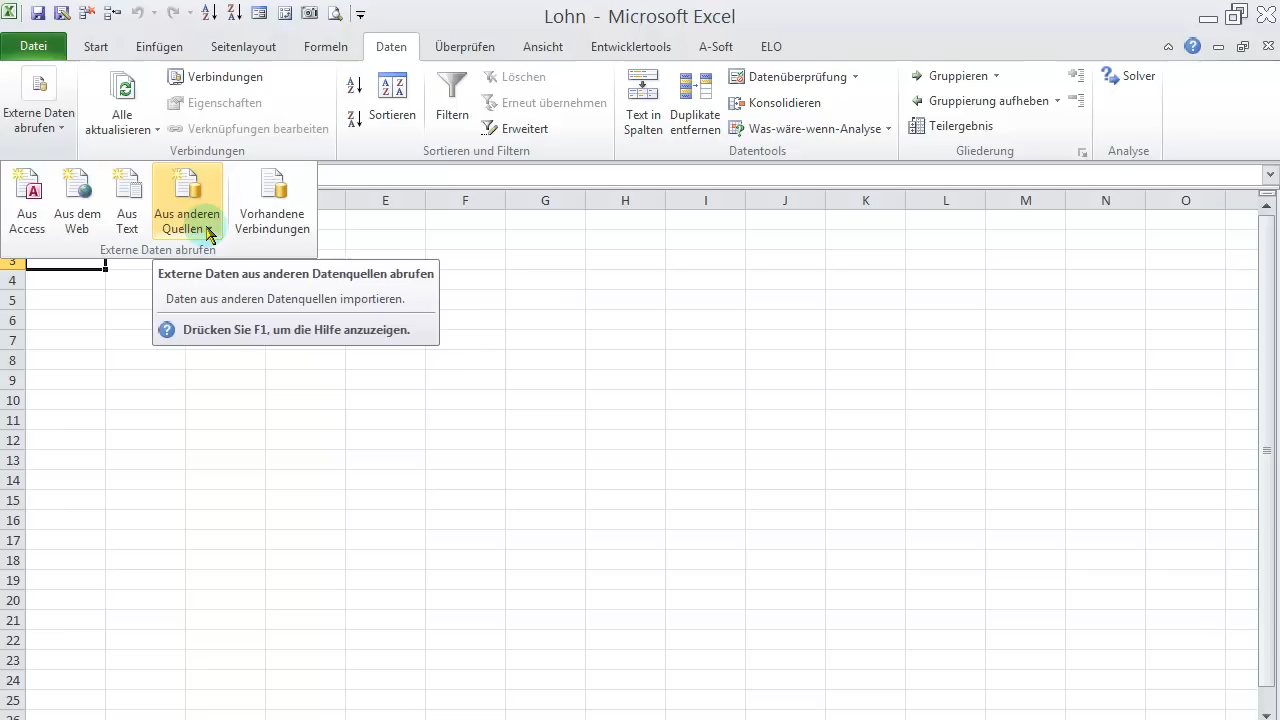 Lohn - Microsoft Excel
Datei Start Einfügen Seitenlayout Formeln Daten Überprüfen Ansicht Entwicklertools A-Soft ELO
Externe Daten
abrufen
Alle
aktualisieren
Verbindungen
Eigenschaften
Verknüpfungen bearbeiten
Verbindungen
Sortieren
Filtern
Löschen
Erneut übernehmen
Erweitert
Sortieren und Filtern
Text in
Spalten
Duplikate
entfernen
Datenüberprüfung
Konsolidieren
Was-wäre-wenn-Analyse
Datentools
Gruppieren
Gruppierung aufheben
Teilergebnis
Gliederung
Solver
Analyse
Aus
Access
Aus dem
Web
Aus
Text
Aus anderen
Quellen
Vorhandene
Verbindungen
Externe Daten abrufen
Externe Daten aus anderen Datenquellen abrufen
Daten aus anderen Datenquellen importieren.
Drücken Sie F1, um die Hilfe anzuzeigen.
E F G H I J K L M N O
3
4
5
6
7
8
9
10
11
12
13
14
15
16
17
18
19
20
21
22
23
24
25
26